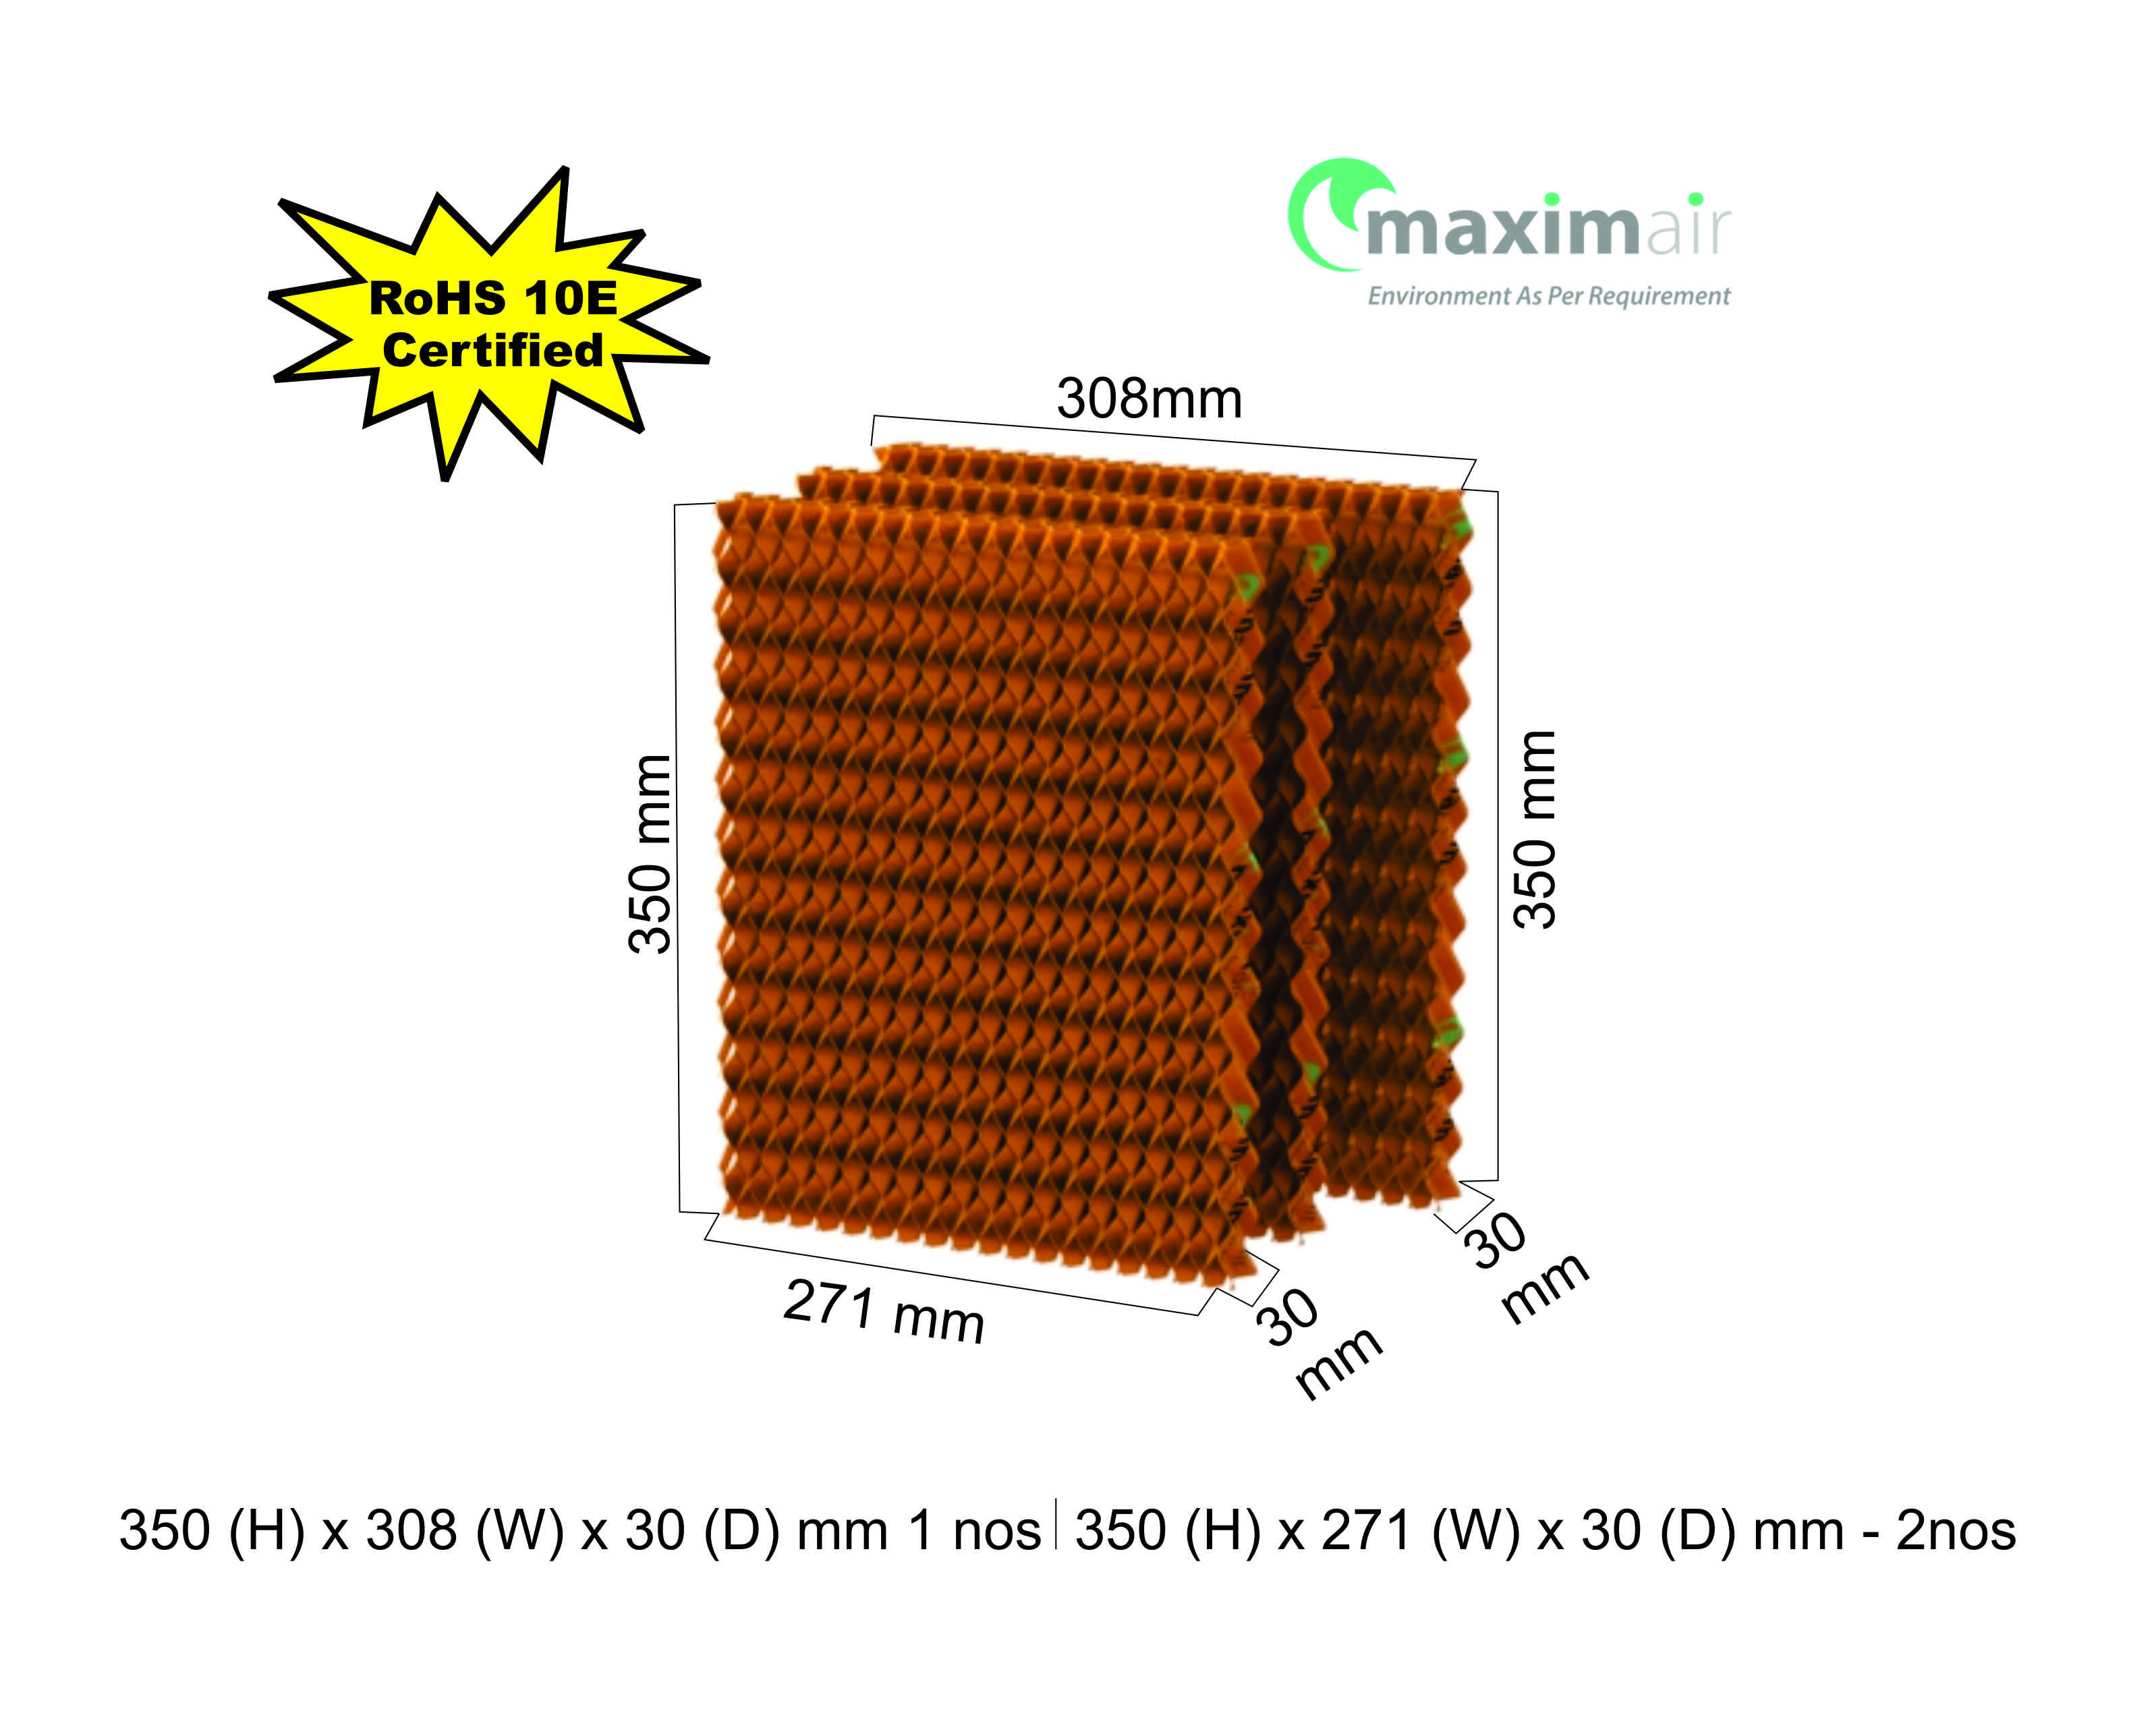 RoHS 10E
Certified
maximair
Environment As Per Requirement
308mm
350 mm
350 mm
271 mm
30
mm
30
mm
350 (H) x 308 (W) x 30 (D) mm 1 nos | 350 (H) x 271 (W) x 30 (D) mm - 2nos